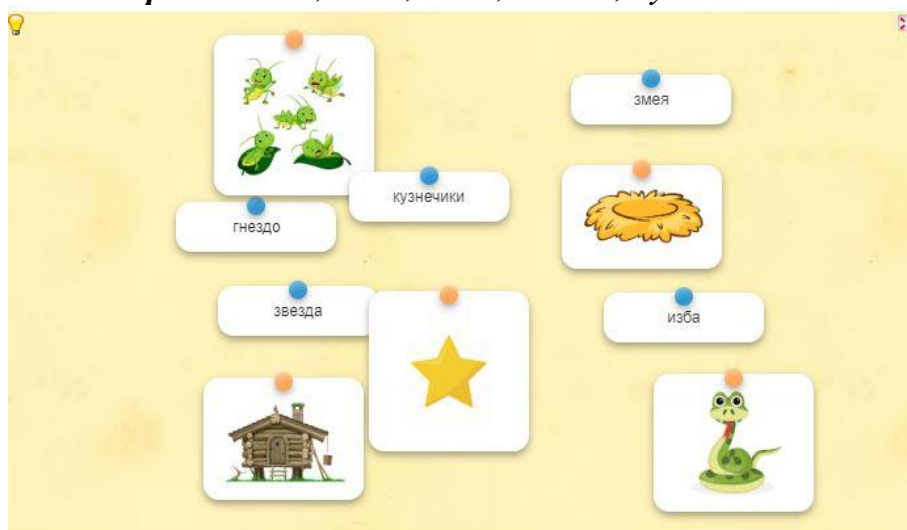 змея
кузнечики
гнездо
звезда
изба